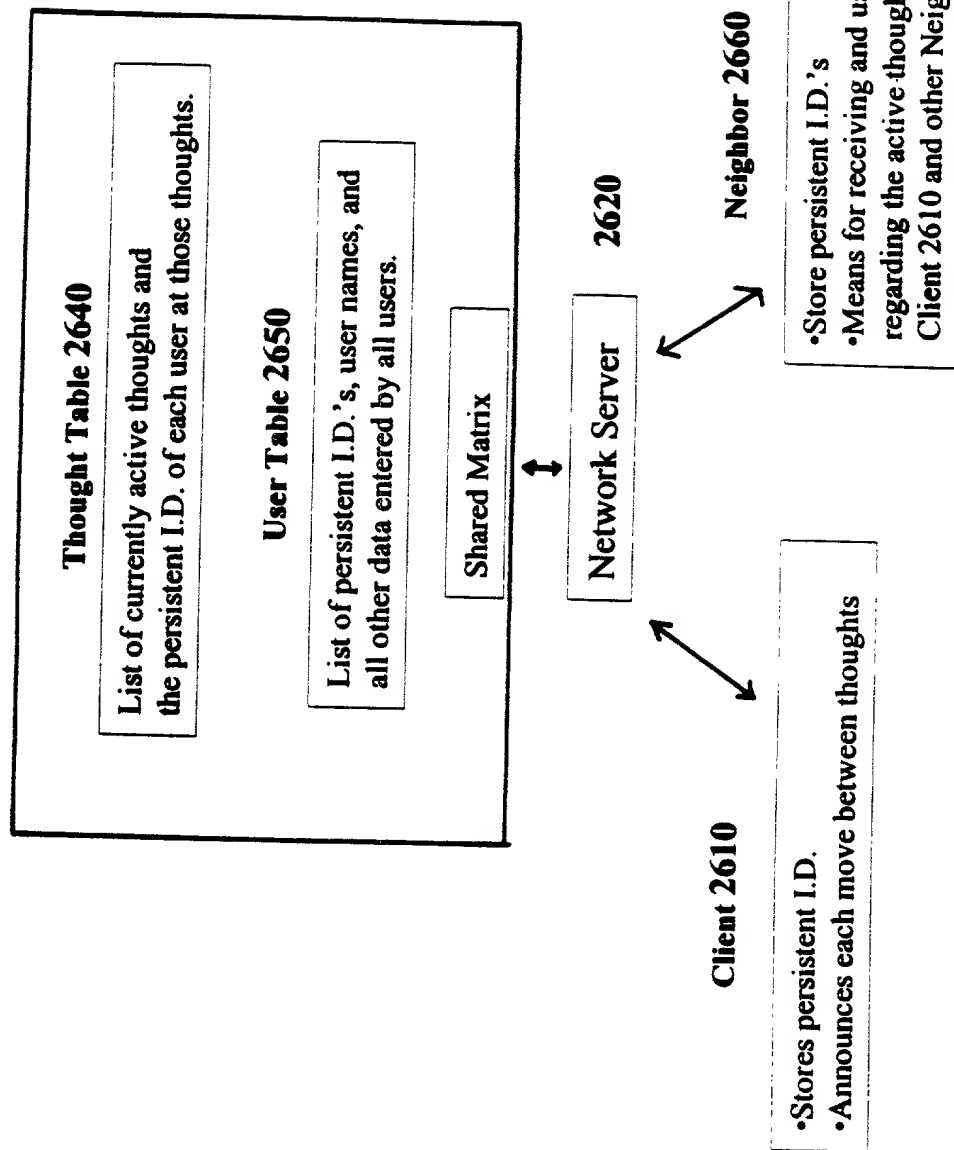 Thought Table 2640
List of currently active thoughts and
the persistent I.D. of each user at those thoughts.
User Table 2650
List of persistent I.D.'s, user names, and
all other data entered by all users.
Shared Matrix
Network Server
2620
Client 2610
•Stores persistent I.D.
•Announces each move between thoughts
Neighbor 2660
•Store persistent I.D.'s
•Means for receiving and
regarding the active thoug
Client 2610 and other Neig